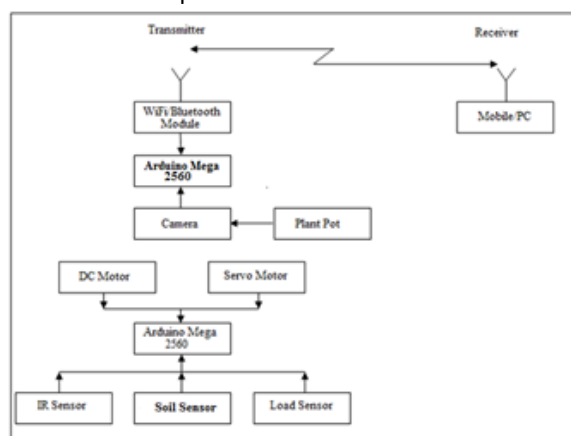 Transmitter
Receiver
WiFi/Bluetooth
Module
Mobile/PC
Arduino Mega
2560
Camera
Plant Pot
DC Motor
Servo Motor
Arduino Mega
2560
IR Sensor
Soil Sensor
Load Sensor